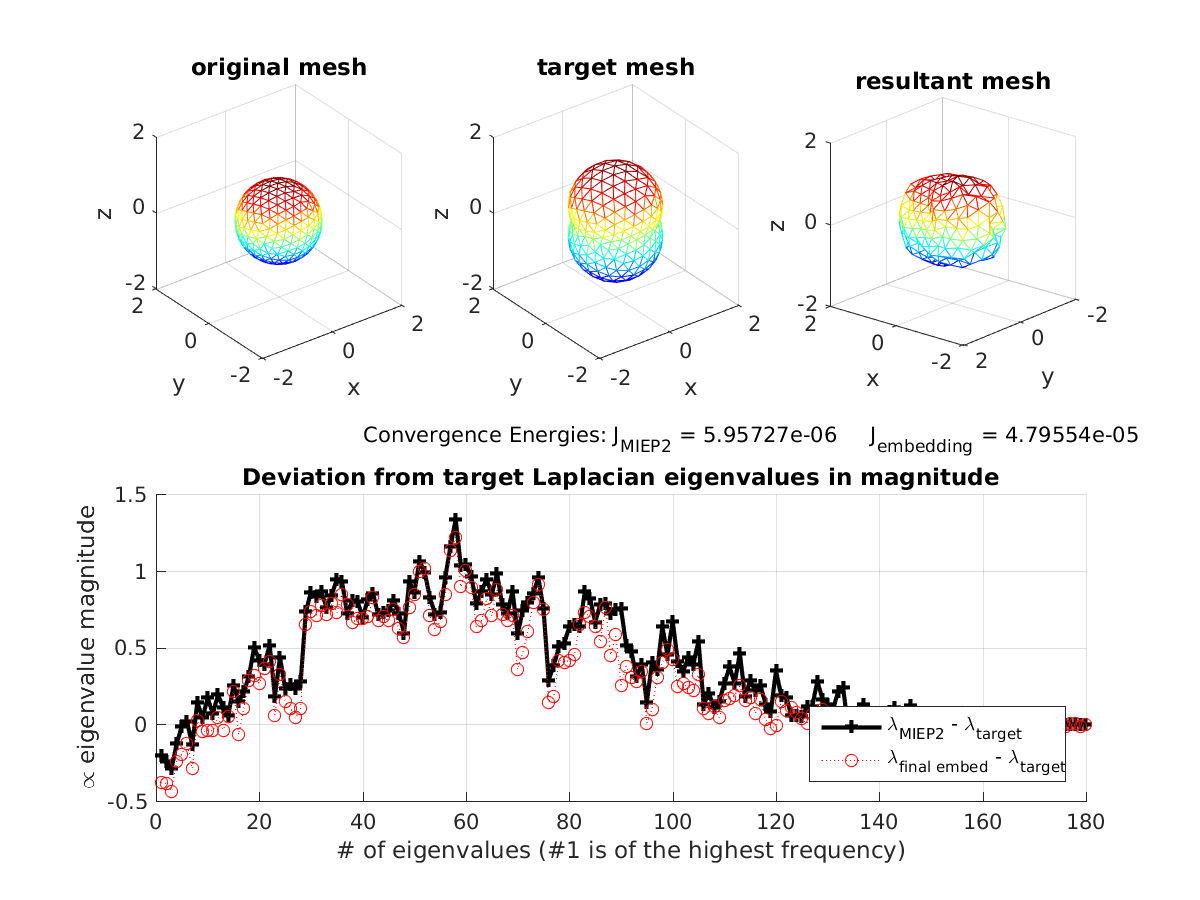 original mesh
target mesh
resultant mesh
2
0
-2
z
2
0
-2
y
-2
0
2
x
2
0
-2
z
2
0
-2
y
-2
0
2
x
2
0
-2
z
2
0
-2
x
2
0
-2
y
Convergence Energies: J_MIEP2 = 5.95727e-06 J_embedding = 4.79554e-05
Deviation from target Laplacian eigenvalues in magnitude
1.5
1
0.5
0
-0.5
∝ eigenvalue magnitude
λ_MIEP2 - λ_target
λ_final embed - λ_target
0 20 40 60 80 100 120 140 160 180
# of eigenvalues (#1 is of the highest frequency)